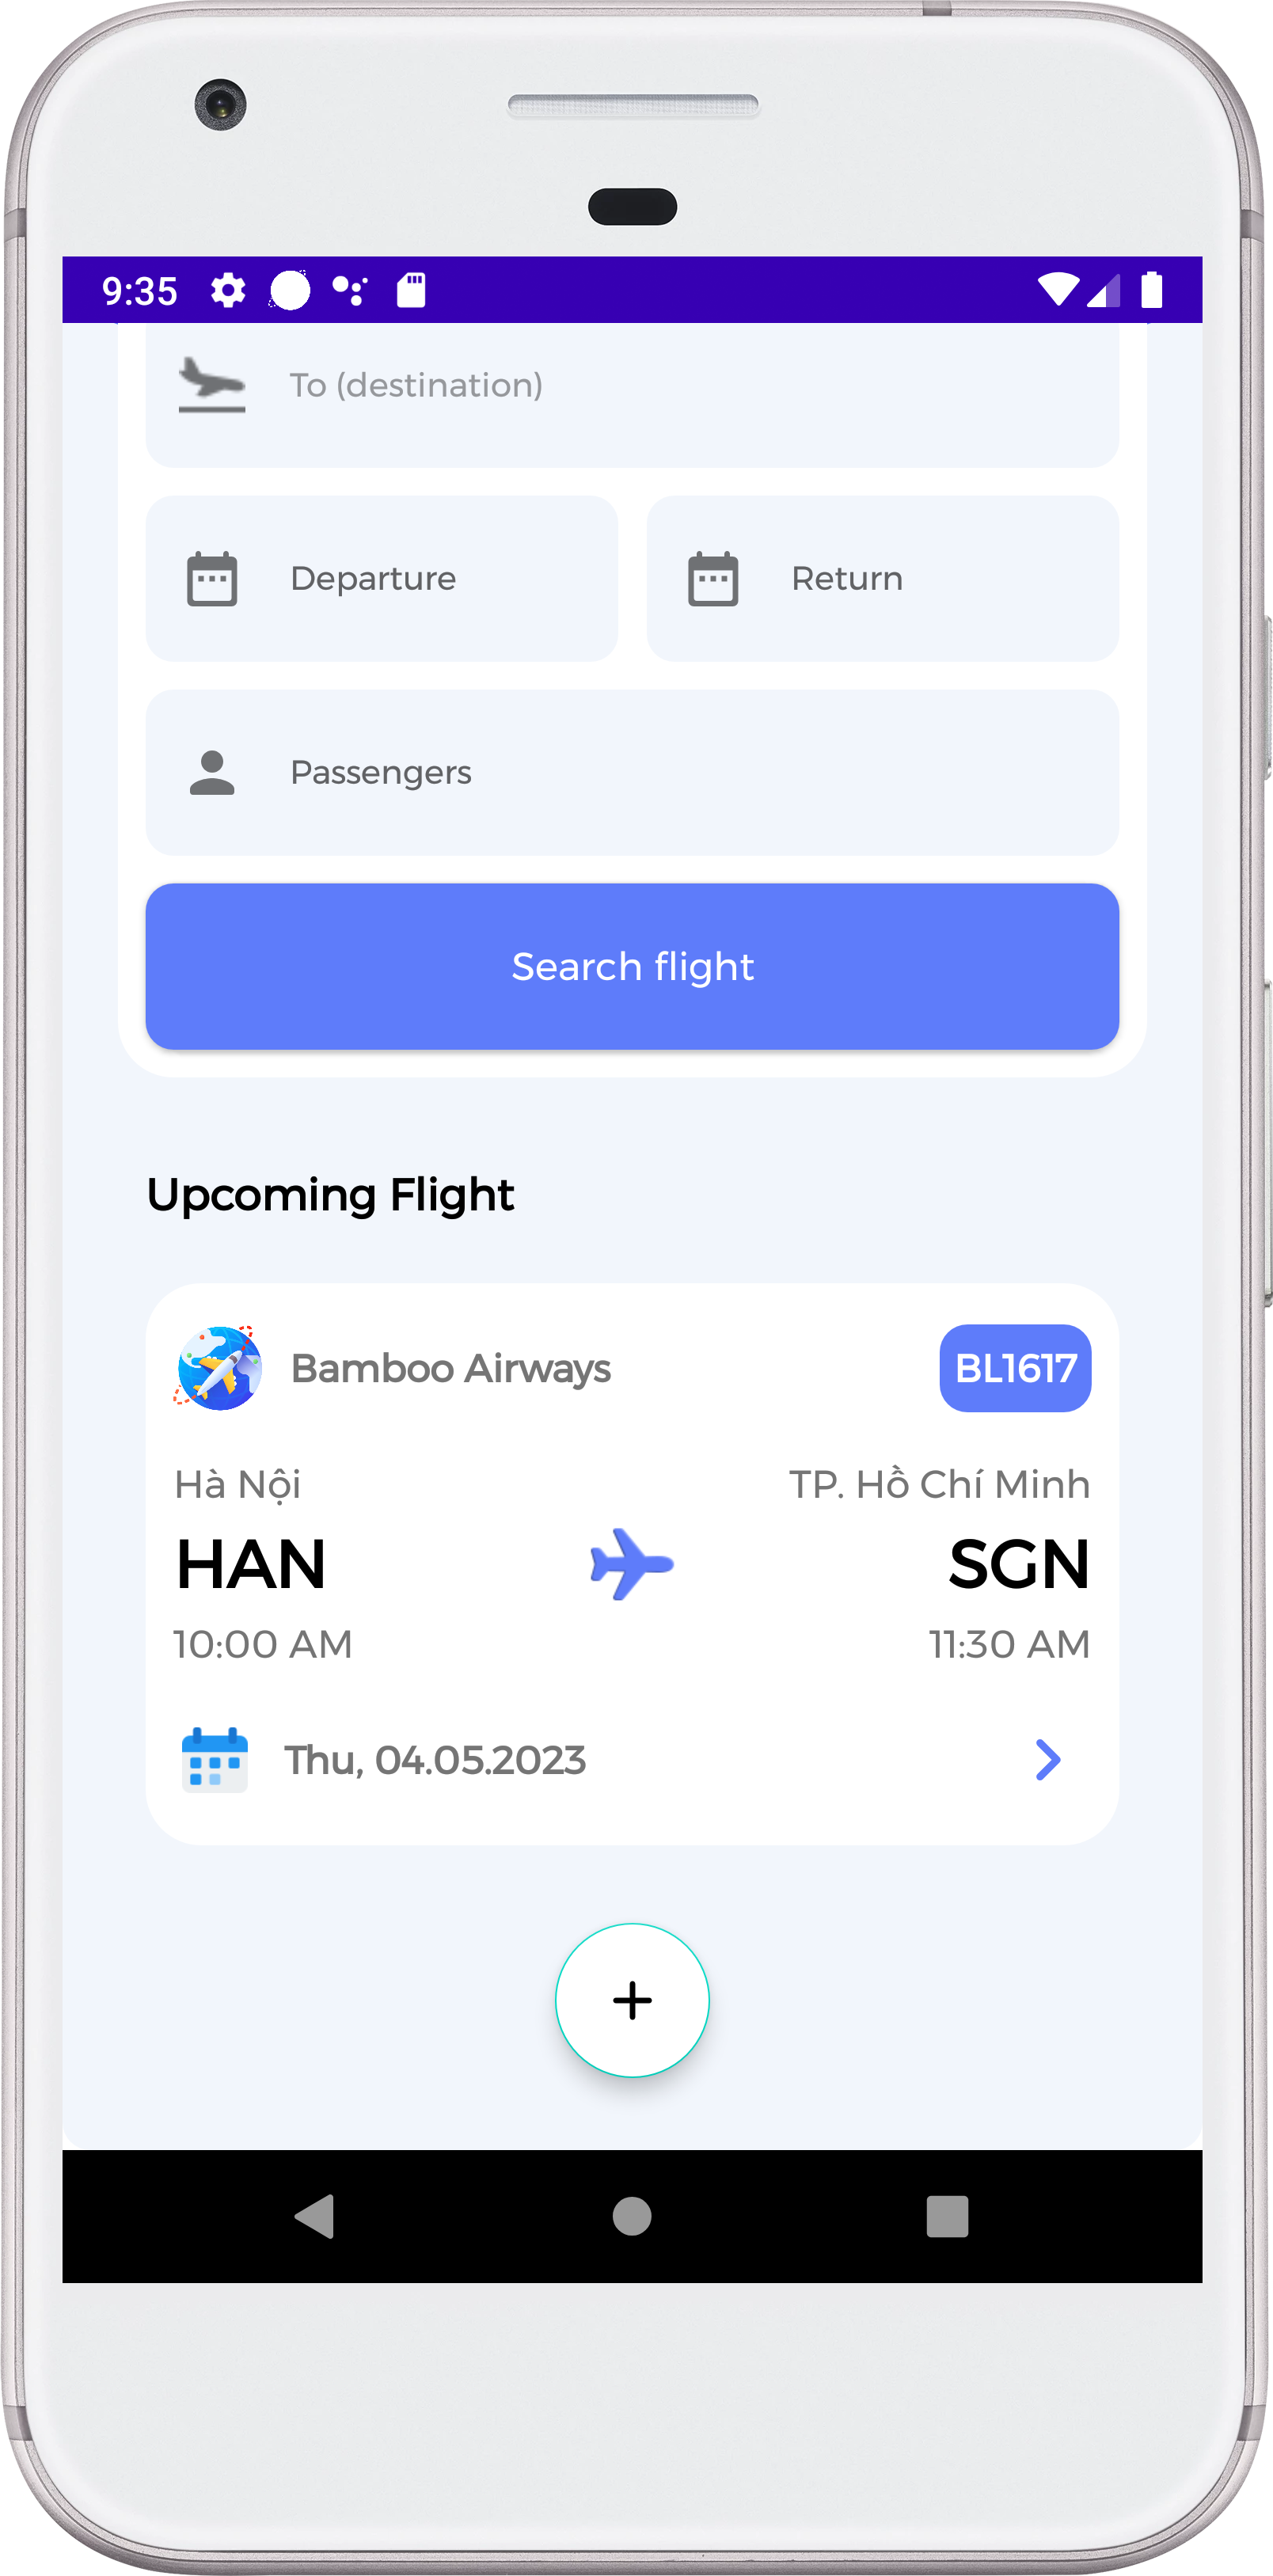 9:35
To (destination)
Departure
Return
Passengers
Search flight
Upcoming Flight
Bamboo Airways
BL1617
Hà Nội
TP. Hồ Chí Minh
HAN
SGN
10:00 AM
11:30 AM
Thu, 04.05.2023